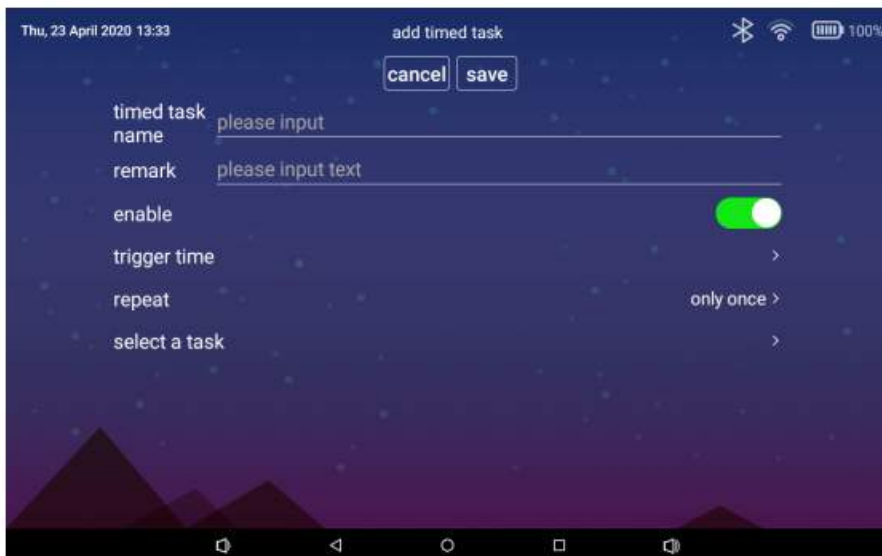 Thu, 23 April 2020 13:33
add timed task
100%
cancel save
timed task
name
please input
remark please input text
enable
trigger time >
repeat only once >
select a task >